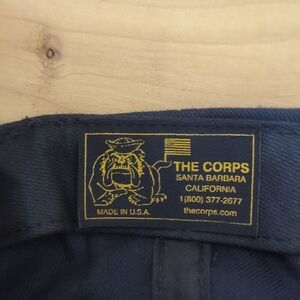 THE CORPS
SANTA BARBARA
CALIFORNIA
1 (800) 377-2677
thecorps.com
MADE IN U.S.A.